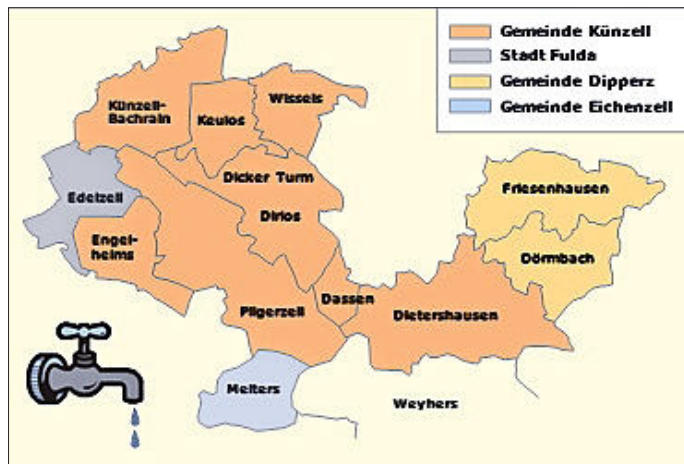 Gemeinde Künzell
Stadt Fulda
Gemeinde Dipperz
Gemeinde Eichenzell
Künzell-
Bachrain
Keulos
Wissels
Dicker Turm
Edelzell
Dirlos
Engel-
heims
Friesenhausen
Dörmbach
Dassen
Pilgerzell
Dietershausen
Melters
Weyhers